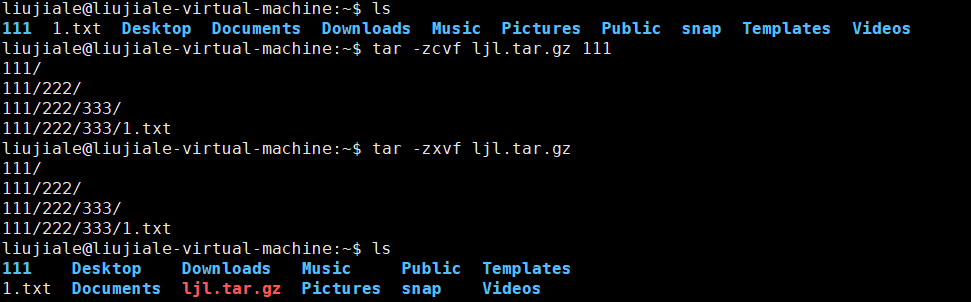 liujiale@liujiale-virtual-machine:~$ ls
111  1.txt  Desktop  Documents  Downloads  Music  Pictures  Public  snap  Templates  Videos
liujiale@liujiale-virtual-machine:~$ tar -zcvf ljl.tar.gz 111
111/
111/222/
111/222/333/
111/222/333/1.txt
liujiale@liujiale-virtual-machine:~$ tar -zxvf ljl.tar.gz
111/
111/222/
111/222/333/
111/222/333/1.txt
liujiale@liujiale-virtual-machine:~$ ls
111    Desktop    Downloads   Music     Public  Templates
1.txt  Documents  ljl.tar.gz  Pictures  snap    Videos